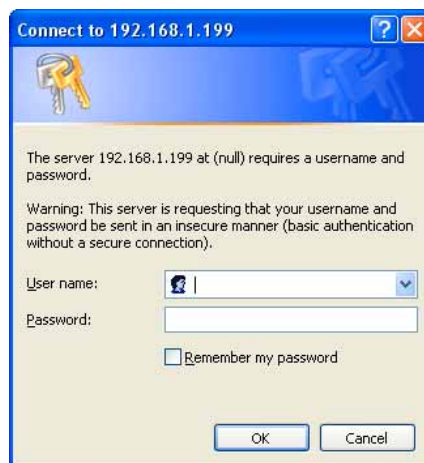 Connect to 192.168.1.199
The server 192.168.1.199 at (null) requires a username and
password.
Warning: This server is requesting that your username and
password be sent in an insecure manner (basic authentication
without a secure connection).
User name:
Password:
Remember my password
OK
Cancel